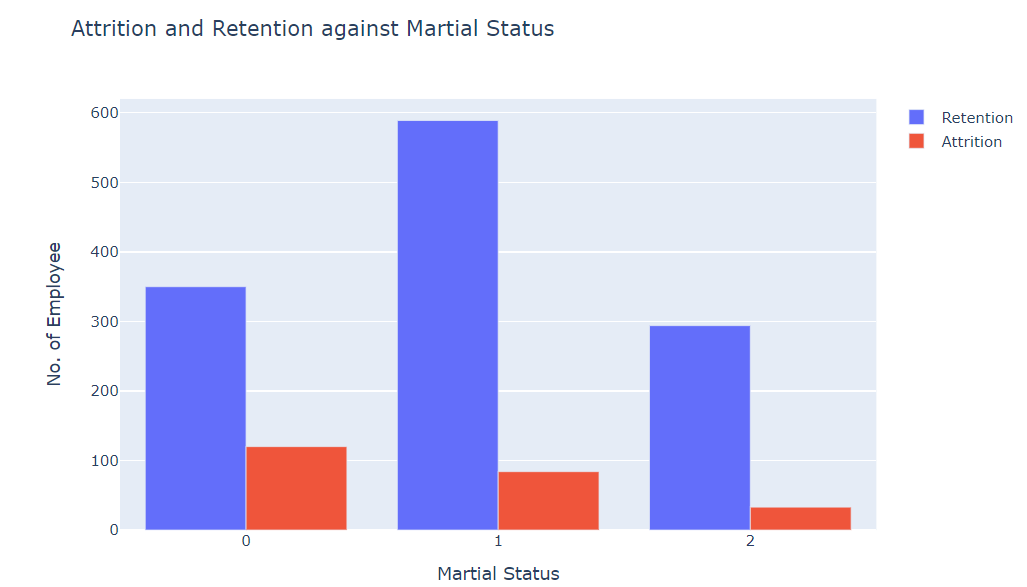 Attrition and Retention against Martial Status
Retention
Attrition
600
500
400
300
200
100
0
No. of Employee
0 1 2
Martial Status